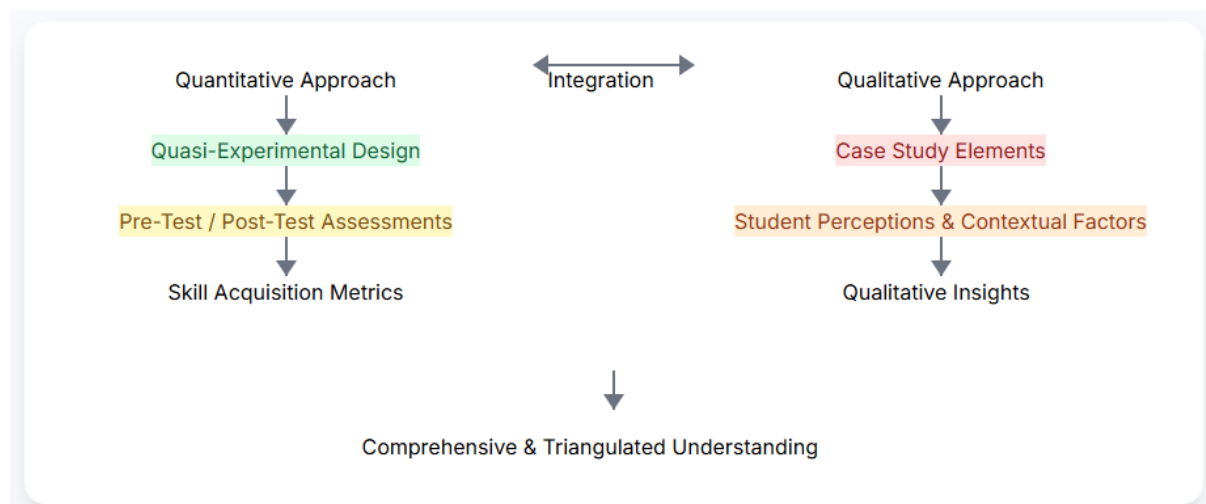 Quantitative Approach
Integration
Qualitative Approach
Quasi-Experimental Design
Case Study Elements
Pre-Test / Post-Test Assessments
Student Perceptions & Contextual Factors
Skill Acquisition Metrics
Qualitative Insights
Comprehensive & Triangulated Understanding